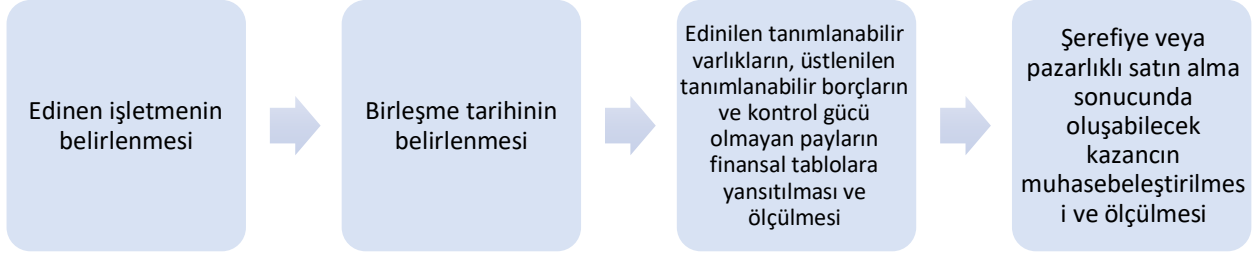 Edinen işletmenin
belirlenmesi
Birleşme tarihinin
belirlenmesi
Edinilen tanımlanabilir
varlıkların, üstlenilen
tanımlanabilir borçların
ve kontrol gücü
olmayan payların
finansal tablolara
yansıtılması ve
ölçülmesi
Şerefiye veya
pazarlıklı satın alma
sonucunda
oluşabilecek
kazancın
muhasebeleştirilmes
i ve ölçülmesi